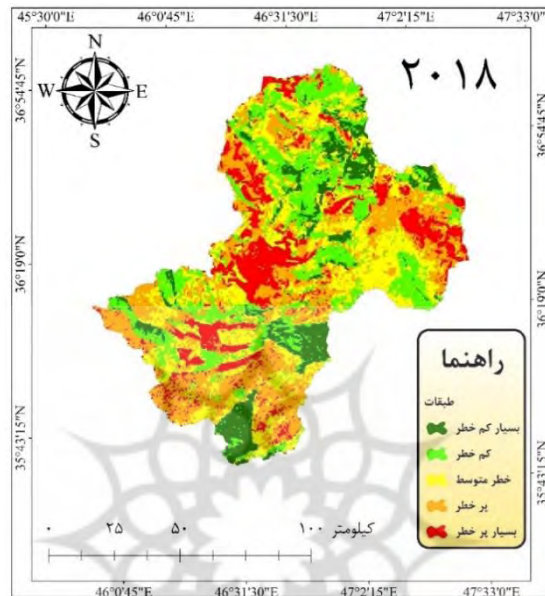 45°30'0"E 46°0'45"E 46°31'30"E 47°2'15"E 47°33'0"E
N
W E
S
۲۰۱۸
36°54'45"N
36°54'45"N
36°19'0"N
36°19'0"N
راهنما
طبقات
بسیار کم خطر
کم خطر
خطر متوسط
پر خطر
بسیار پر خطر
35°43'15"N
35°43'15"N
۰ ۲۵ ۵۰ ۱۰۰ کیلومتر
46°0'45"E 46°31'30"E 47°2'15"E 47°33'0"E